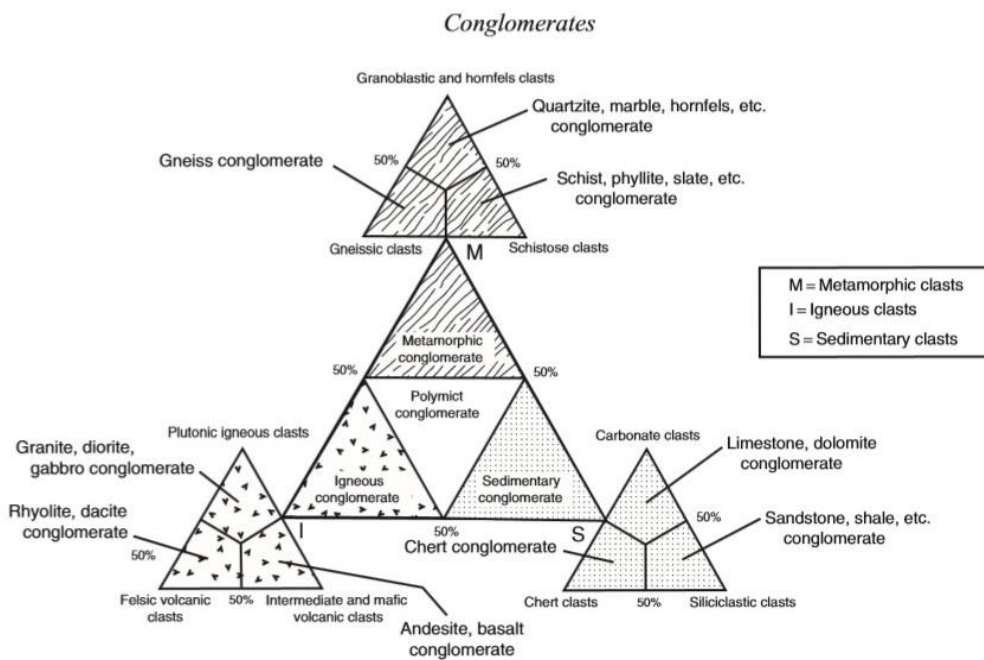 Conglomerates
Granoblastic and hornfels clasts
Quartzite, marble, hornfels, etc.
conglomerate
Gneiss conglomerate
50%
50%
Schist, phyllite, slate, etc.
conglomerate
Gneissic clasts
M
Schistose clasts
M = Metamorphic clasts
I = Igneous clasts
S = Sedimentary clasts
Metamorphic
conglomerate
50%
50%
Polymict
conglomerate
Plutonic igneous clasts
Granite, diorite,
gabbro conglomerate
Rhyolite, dacite
conglomerate
50%
Igneous
conglomerate
Sedimentary
conglomerate
Carbonate clasts
Limestone, dolomite
conglomerate
I
50%
S
50%
Sandstone, shale, etc.
conglomerate
Chert conglomerate
Felsic volcanic
clasts
50%
Intermediate and mafic
volcanic clasts
Andesite, basalt
conglomerate
Chert clasts
50%
Siliciclastic clasts